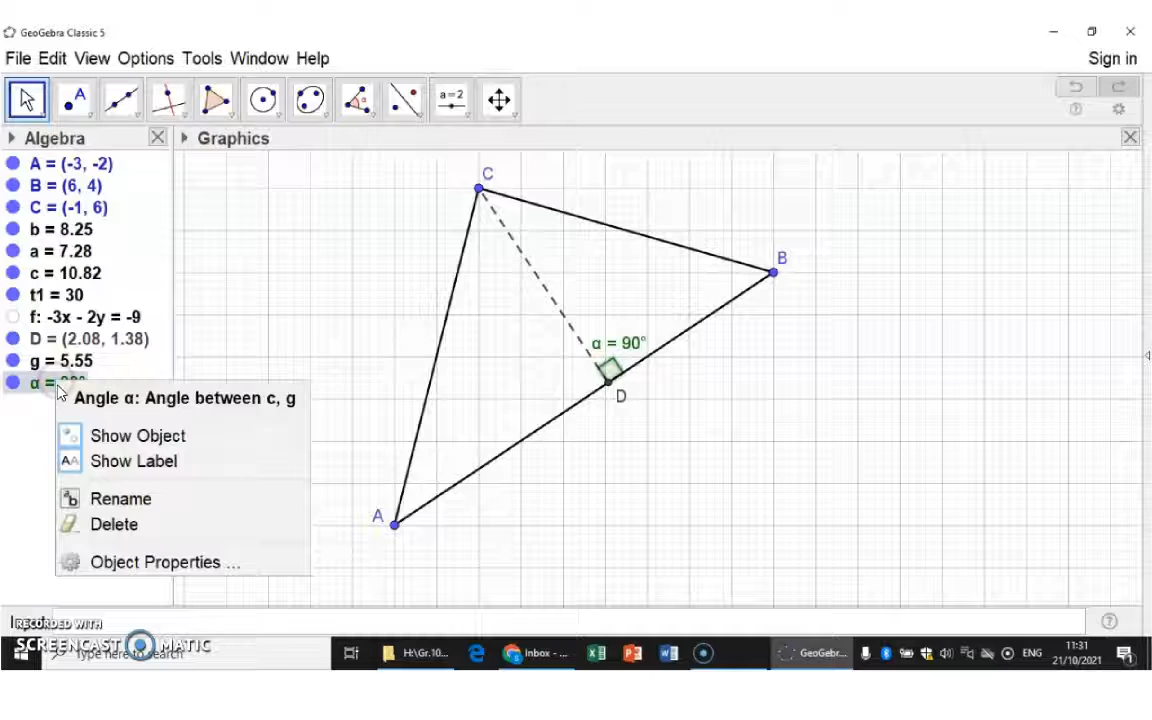 GeoGebra Classic 5
File Edit View Options Tools Window Help
Sign in
A
a=2
Algebra
Graphics
A = (-3, -2)
B = (6, 4)
C = (-1, 6)
b = 8.25
a = 7.28
c = 10.82
t1 = 30
f: -3x - 2y = -9
D = (2.08, 1.38)
g = 5.55
α =
Angle α: Angle between c, g
Show Object
AA Show Label
Rename
Delete
Object Properties ...
C
B
α = 90°
D
A
RECORDED WITH
SCREENCAST MATIC
Type here to search
H:\Gr.10...
Inbox - ...
GeoGebr...
ENG
11:31
21/10/2021